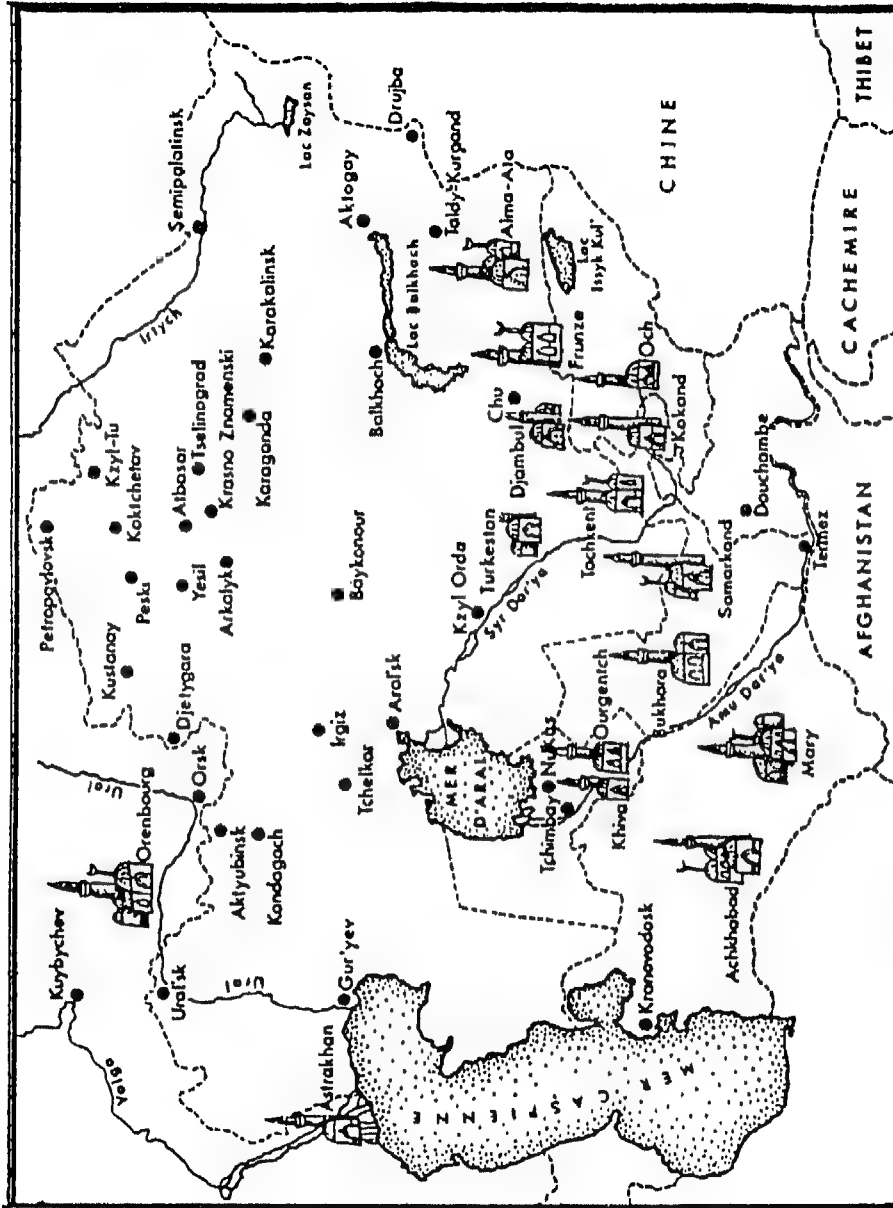 Petropavlovsk
Kzyl-Tu
Koktchetav
Kustanay
Peski
Atbasar
Tselinograd
Krasno Znamenski
Yesil
Arkalyk
Djetygara
Karaganda
Karakalinsk
Semipalatinsk
Irtych
Lac Zaysan
Kuybychev
Volga
Orenbourg
Oural'sk
Ural
Orsk
Ural
Aktyubinsk
Kandagach
Gur'yev
Astrakhan
Tchelkar
Irgiz
Aral'sk
Baykonour
Balkhach
Lac Balkhach
Aktogay
Drujba
Taldy-Kurgand
Alma-Ata
Lac
Issyk Kul'
Frunze
Chu
Djambul
Och
Kokand
Turkestan
Kzyl Orda
Syr Dar'ya
Tachkent
MER
D'ARAL
Tchimbay
Nukus
Ourgentch
Khiva
Bukhara
Samarkand
Douchambe
Termez
Amu Dar'ya
Mary
Achkhabad
Kranovodosk
MER CASPIENNE
CHINE
THIBET
CACHEMIRE
AFGHANISTAN